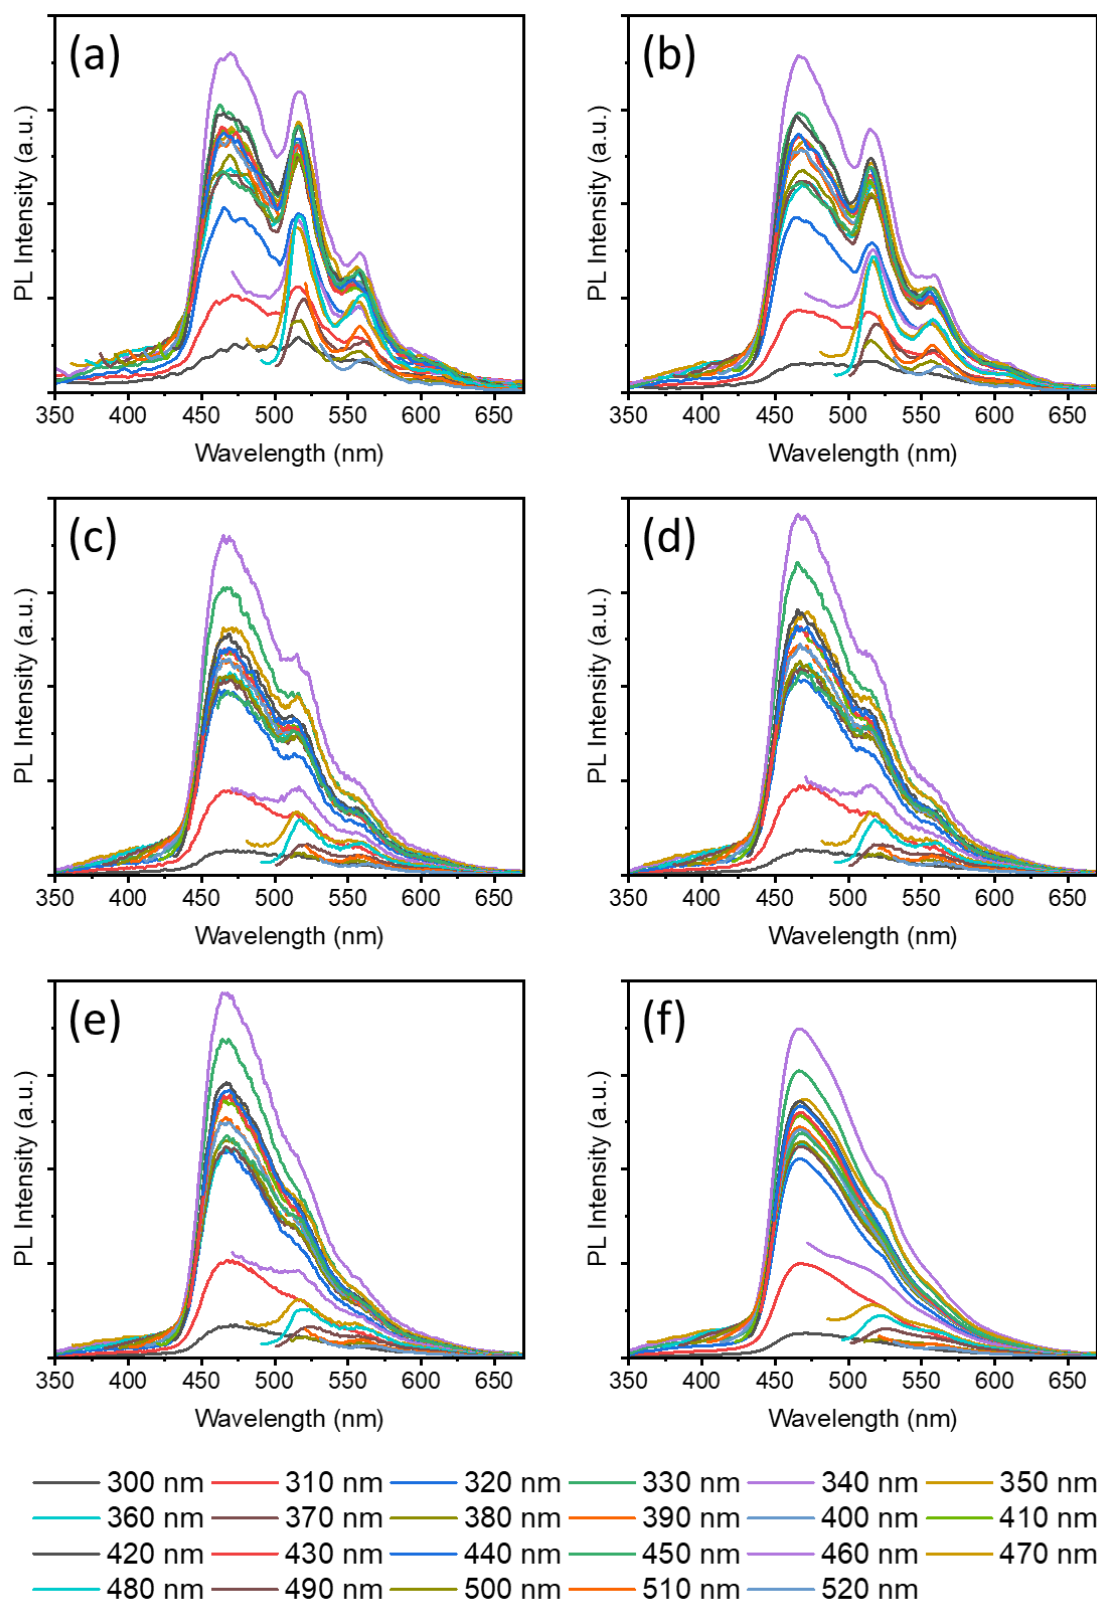 (a) (b)
PL Intensity (a.u.) PL Intensity (a.u.)
350 400 450 500 550 600 650 350 400 450 500 550 600 650
Wavelength (nm) Wavelength (nm)
(c) (d)
PL Intensity (a.u.) PL Intensity (a.u.)
350 400 450 500 550 600 650 350 400 450 500 550 600 650
Wavelength (nm) Wavelength (nm)
(e) (f)
PL Intensity (a.u.) PL Intensity (a.u.)
350 400 450 500 550 600 650 350 400 450 500 550 600 650
Wavelength (nm) Wavelength (nm)
300 nm 310 nm 320 nm 330 nm 340 nm 350 nm
360 nm 370 nm 380 nm 390 nm 400 nm 410 nm
420 nm 430 nm 440 nm 450 nm 460 nm 470 nm
480 nm 490 nm 500 nm 510 nm 520 nm